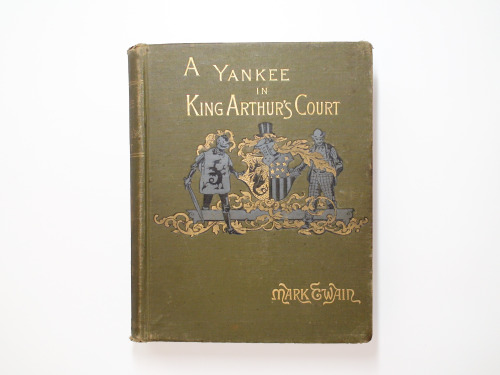 A YANKEE
IN
KING ARTHUR'S COURT
MARK TWAIN